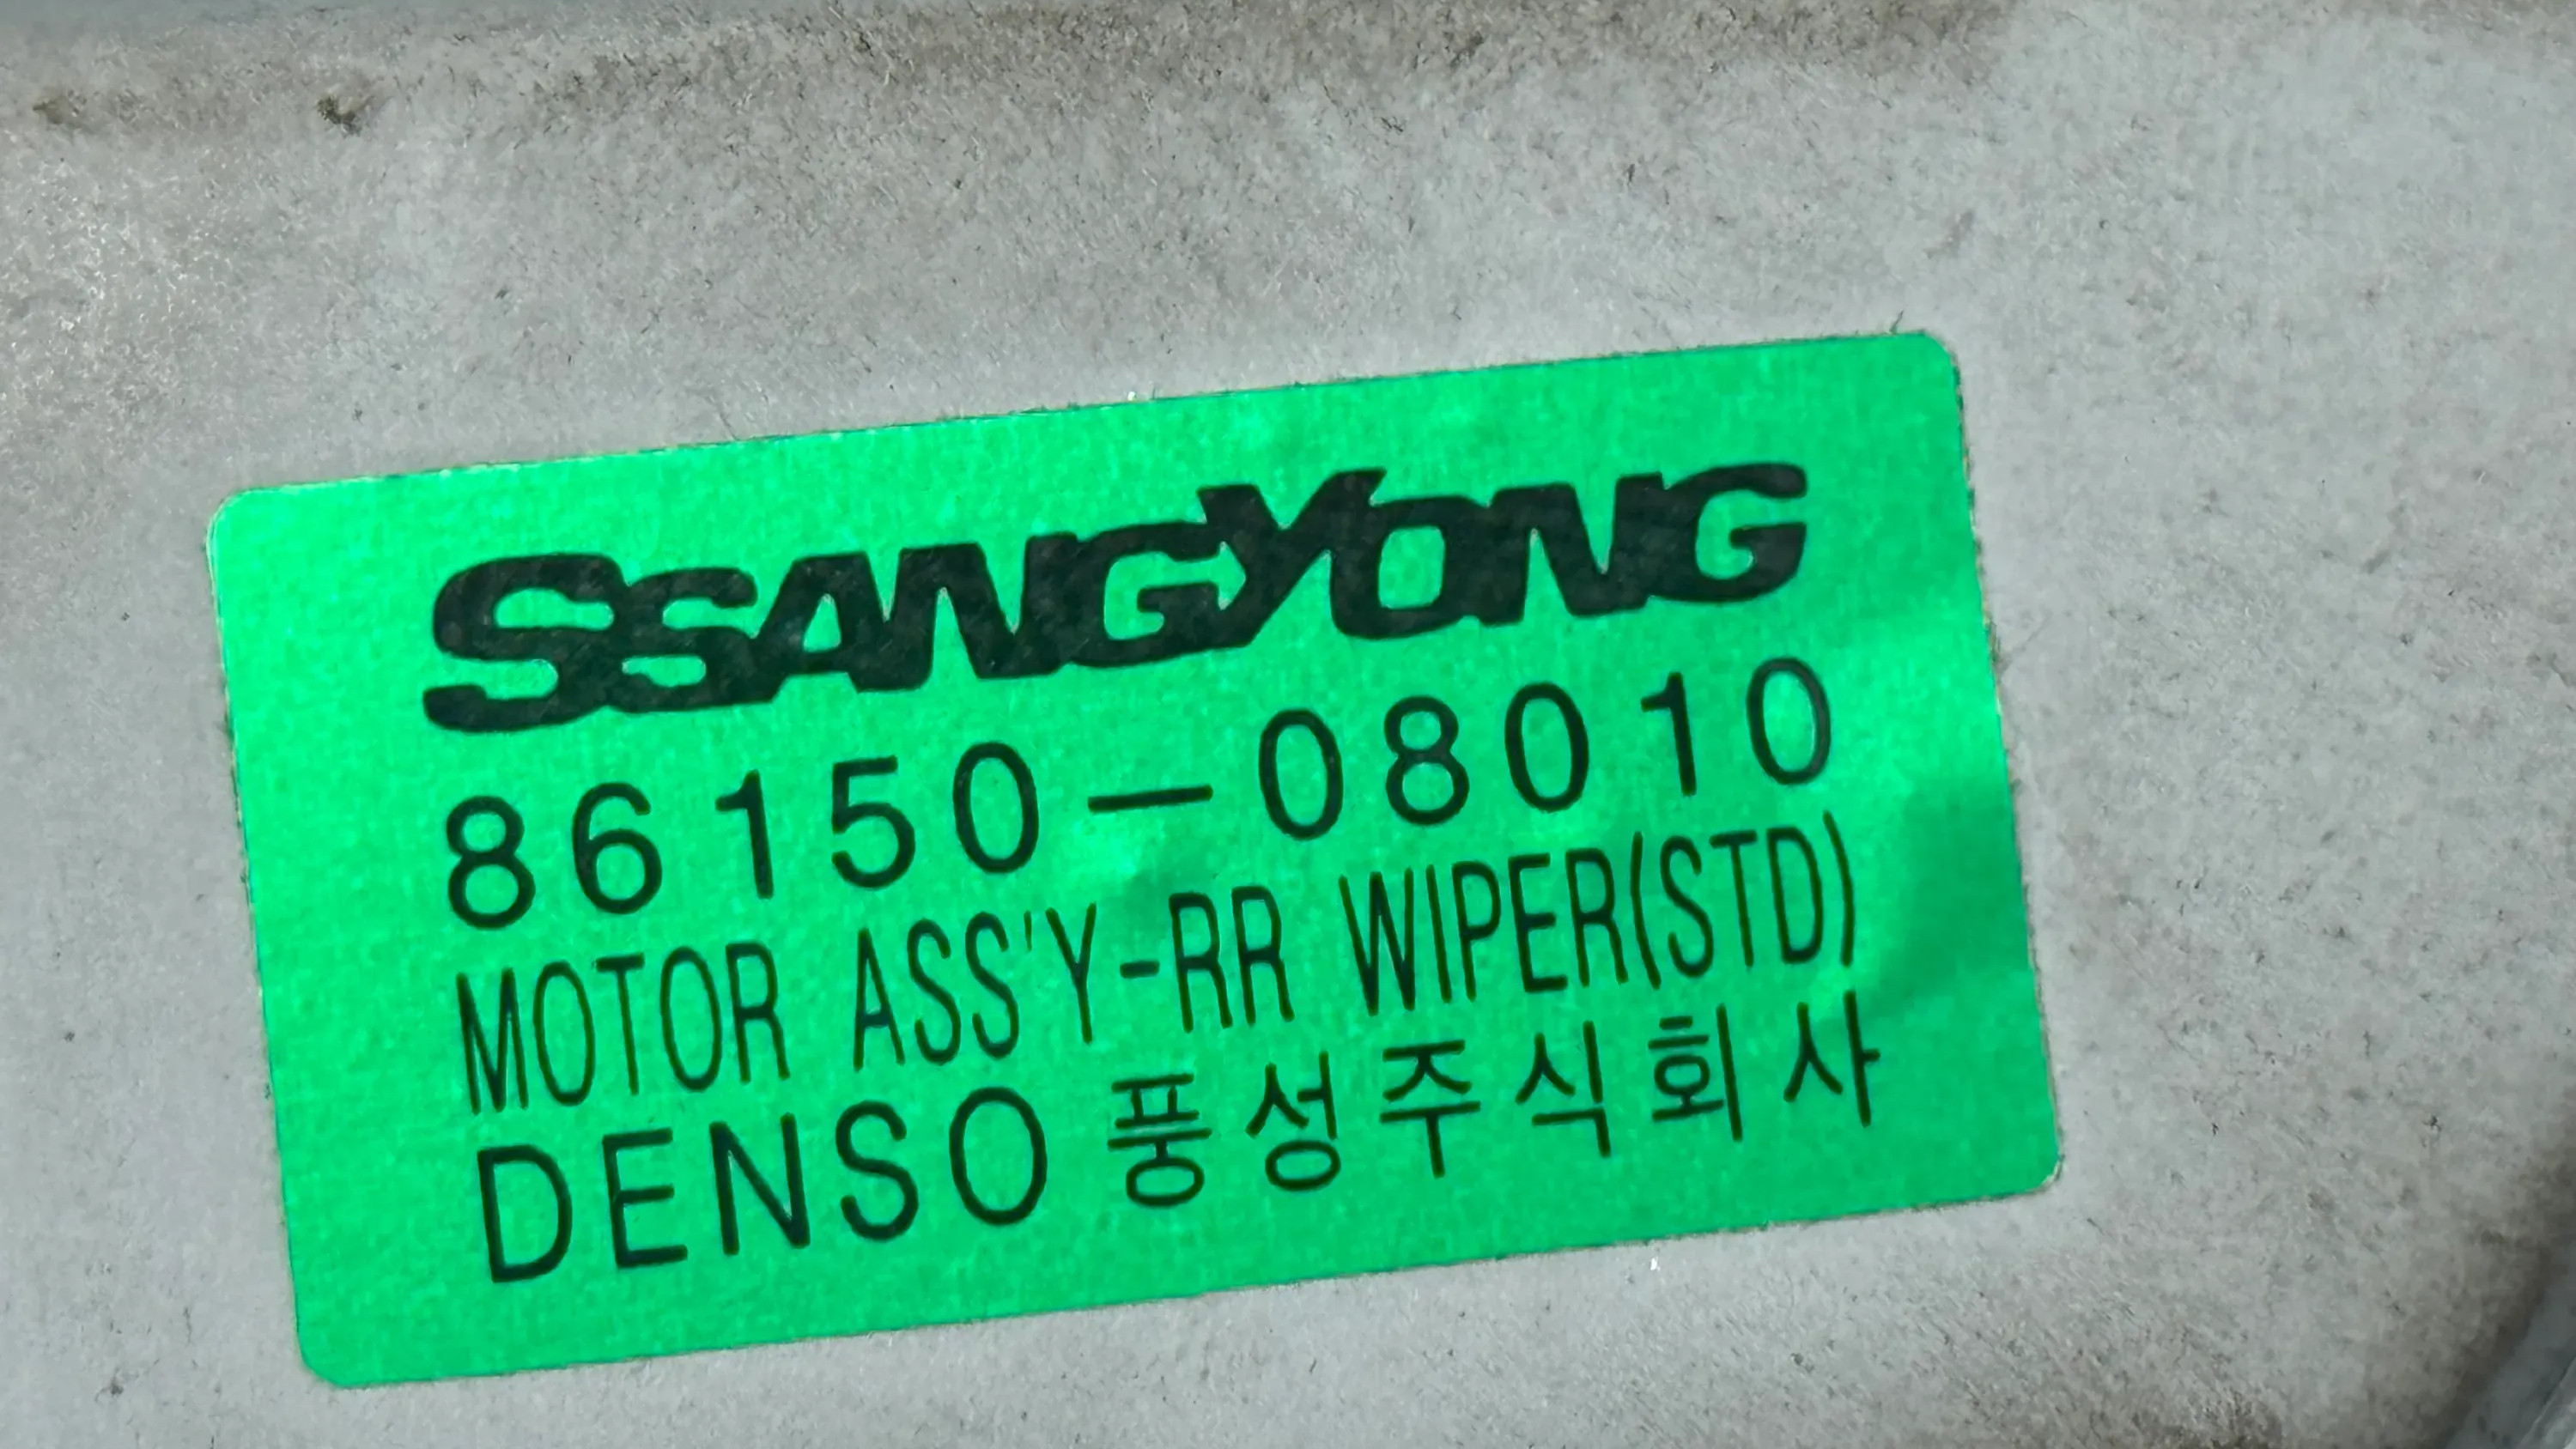 SSANGYONG
86150-08010
MOTOR ASS'Y-RR WIPER(STD)
DENSO 풍성주식회사